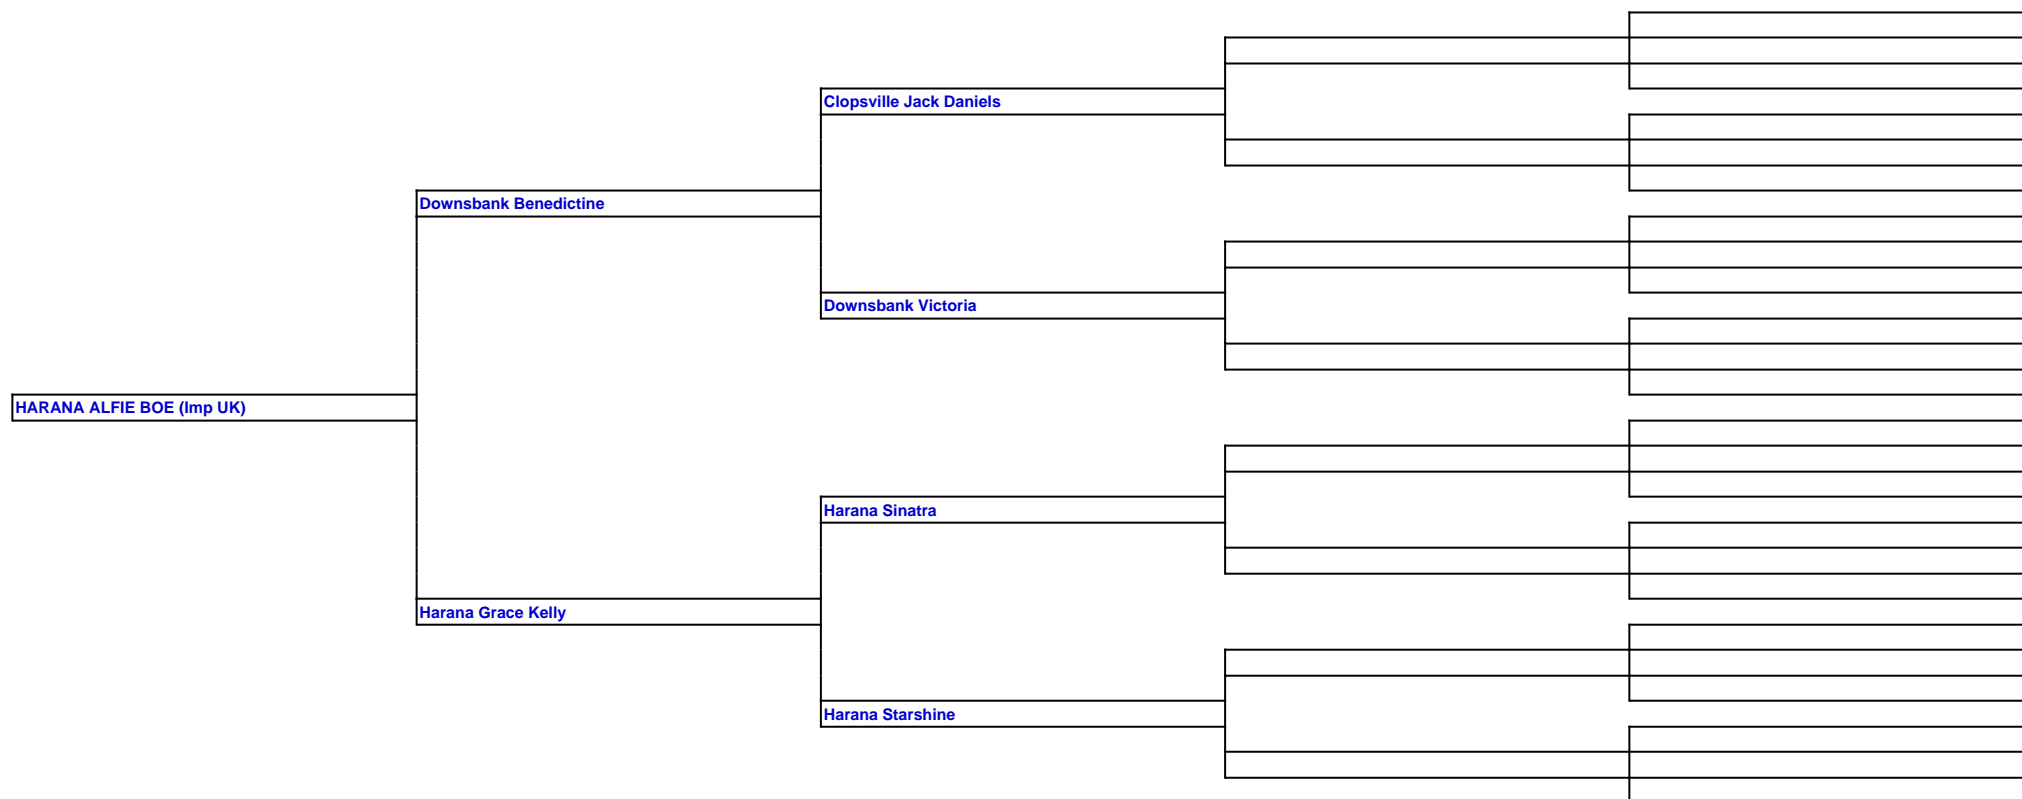 Clopsville Jack Daniels
Downsbank Benedictine
Downsbank Victoria
HARANA ALFIE BOE (Imp UK)
Harana Sinatra
Harana Grace Kelly
Harana Starshine